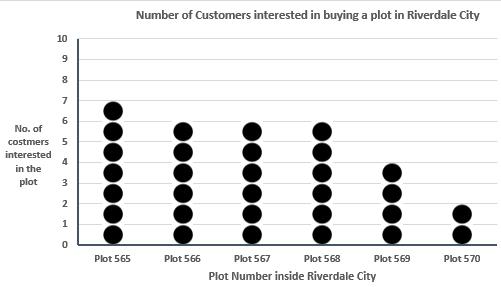 Number of Customers interested in buying a plot in Riverdale City
10
9
8
7
6
5
4
3
2
1
0
No. of
costmers
interested
in the
plot
Plot 565 Plot 566 Plot 567 Plot 568 Plot 569 Plot 570
Plot Number inside Riverdale City